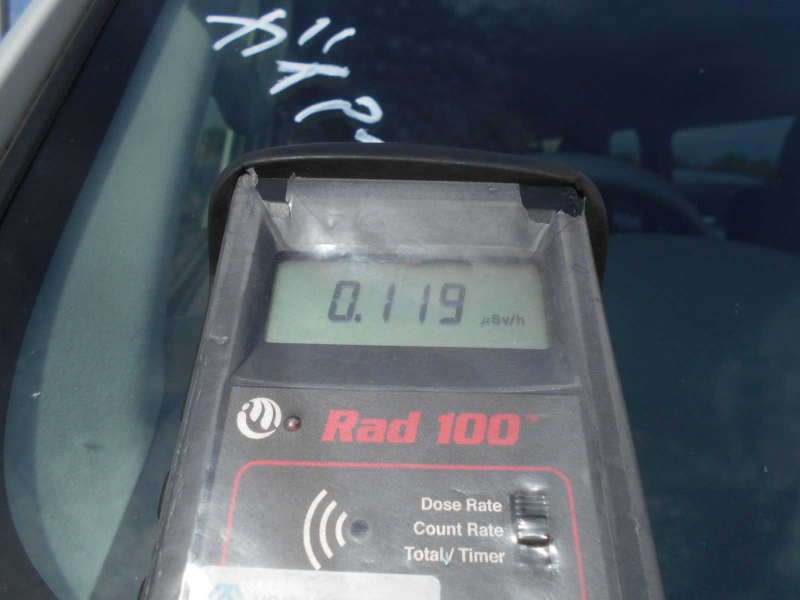 0.119 µSv/h
Rad 100™
Dose Rate
Count Rate
Total / Timer